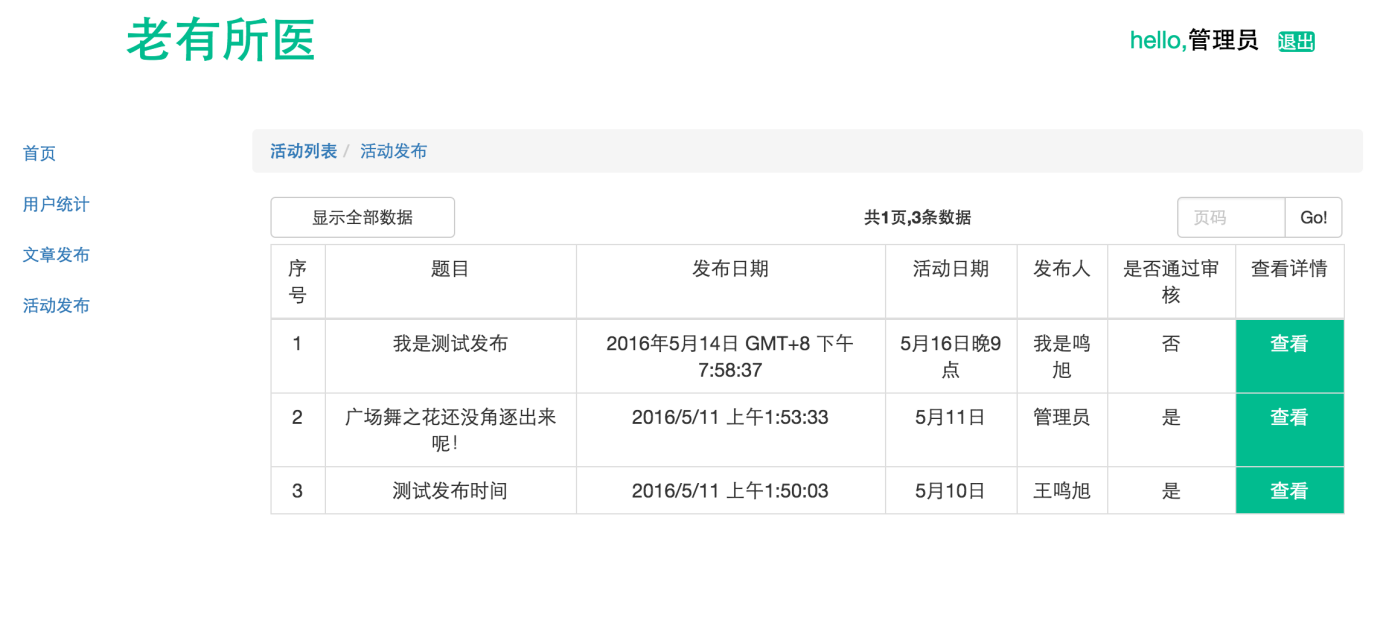 老有所医
hello,管理员 退出
首页
用户统计
文章发布
活动发布
活动列表 / 活动发布
显示全部数据
共1页,3条数据
页码 Go!
序号 题目 发布日期 活动日期 发布人 是否通过审核 查看详情
1 我是测试发布 2016年5月14日 GMT+8 下午7:58:37 5月16日晚9点 我是鸣旭 否 查看
2 广场舞之花还没角逐出来呢！ 2016/5/11 上午1:53:33 5月11日 管理员 是 查看
3 测试发布时间 2016/5/11 上午1:50:03 5月10日 王鸣旭 是 查看